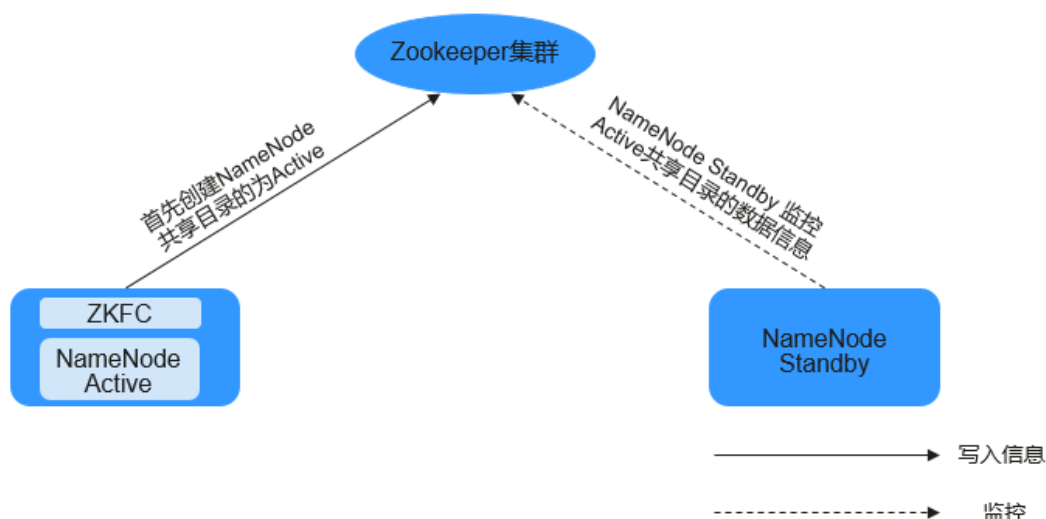 Zookeeper集群
首先创建NameNode
共享目录的为Active
NameNode Standby 监控
Active共享目录的数据信息
ZKFC
NameNode
Active
NameNode
Standby
写入信息
监控